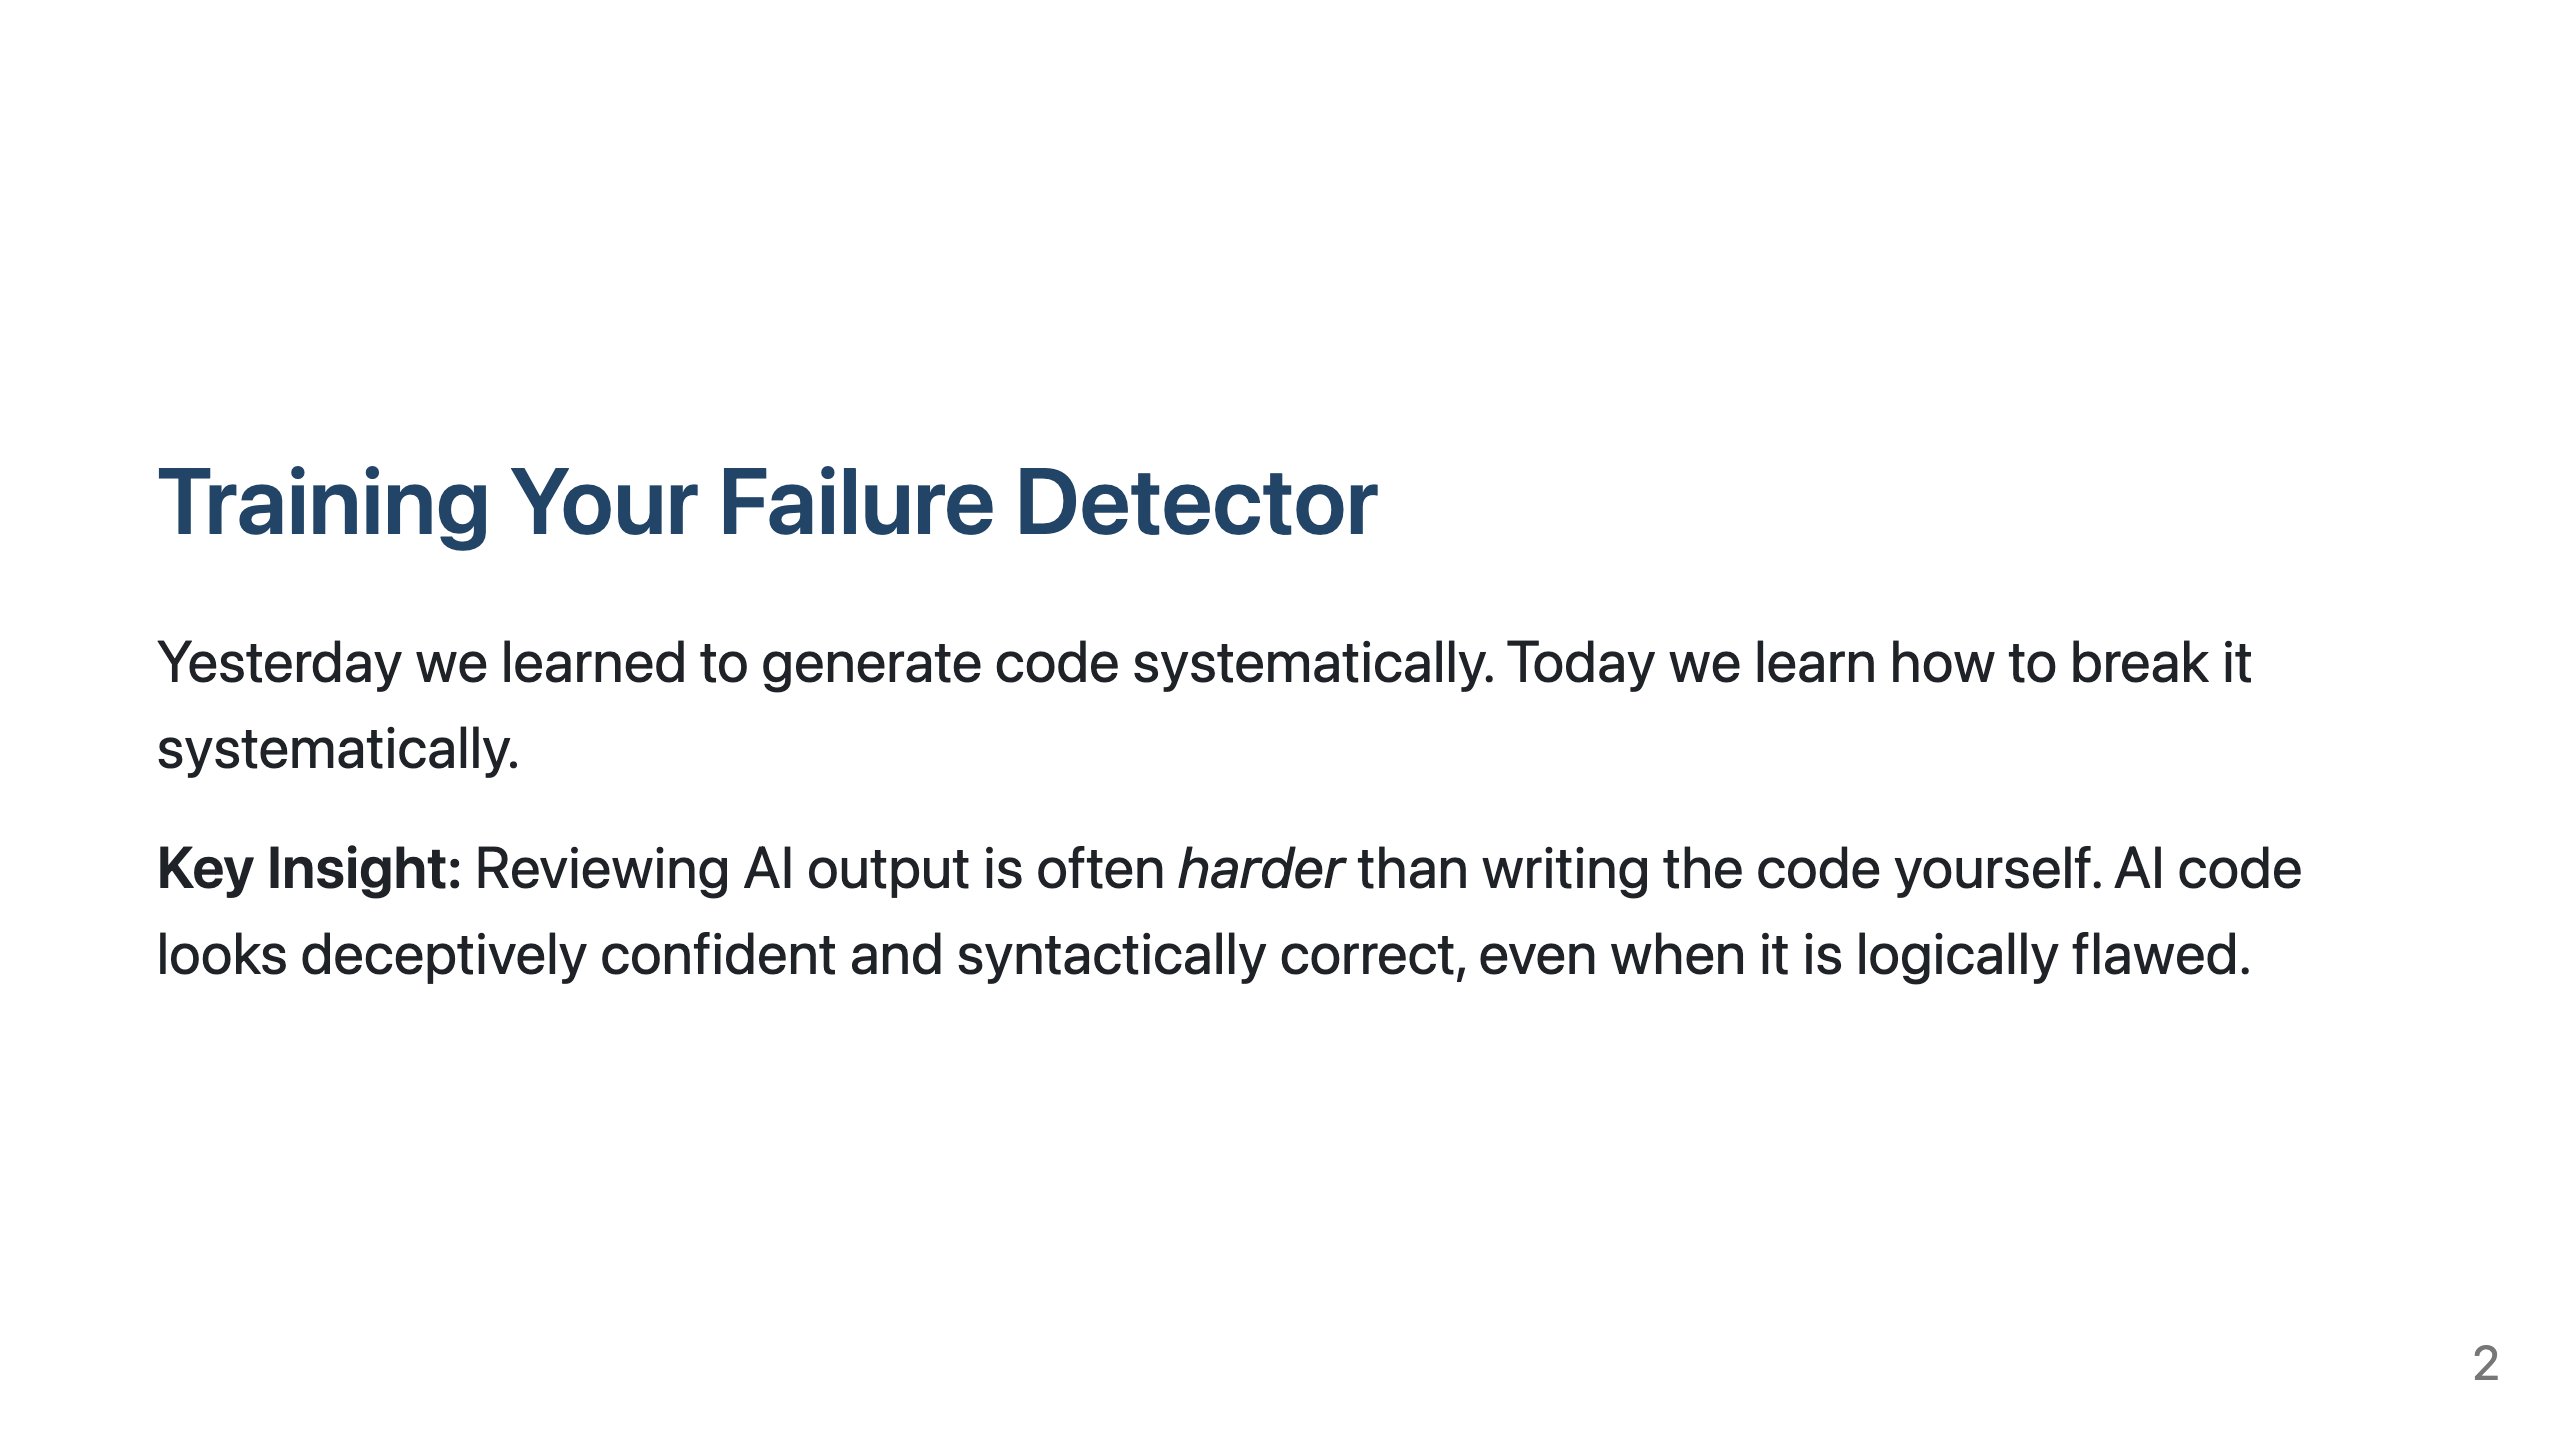 Training Your Failure Detector
Yesterday we learned to generate code systematically. Today we learn how to break it
systematically.
Key Insight: Reviewing AI output is often harder than writing the code yourself. AI code
looks deceptively confident and syntactically correct, even when it is logically flawed.
2